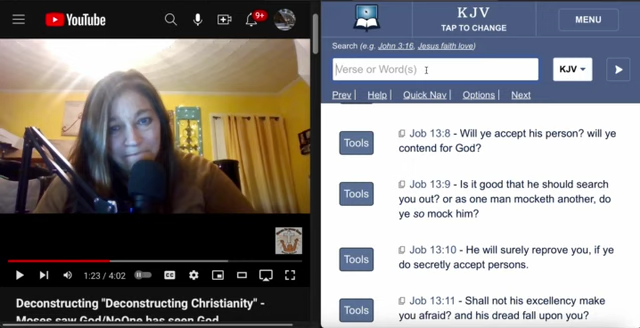 YouTube
9+
1:23 / 4:02
CC
Deconstructing "Deconstructing Christianity" -
Moses saw God/NoOne has seen God
KJV
TAP TO CHANGE
MENU
Search (e.g. John 3:16, Jesus faith love)
Verse or Word(s)
KJV
Prev | Help | Quick Nav | Options | Next
Tools
Job 13:8 - Will ye accept his person? will ye
contend for God?
Tools
Job 13:9 - Is it good that he should search
you out? or as one man mocketh another, do
ye so mock him?
Tools
Job 13:10 - He will surely reprove you, if ye
do secretly accept persons.
Tools
Job 13:11 - Shall not his excellency make
you afraid? and his dread fall upon you?